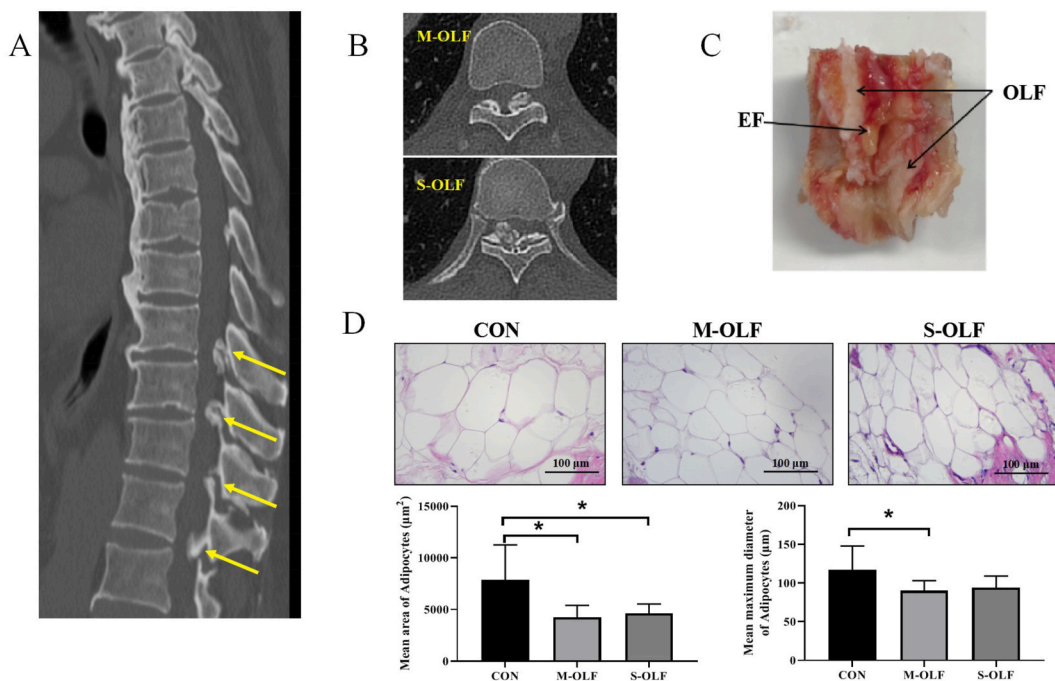 A
B
M-OLF
S-OLF
C
OLF
EF
D
CON
M-OLF
S-OLF
100 μm
100 μm
100 μm
Mean area of Adipocytes (μm²)
15000
10000
5000
0
*
*
CON
M-OLF
S-OLF
Mean maximum diameter
of Adipocytes (μm)
200
150
100
50
0
*
CON
M-OLF
S-OLF